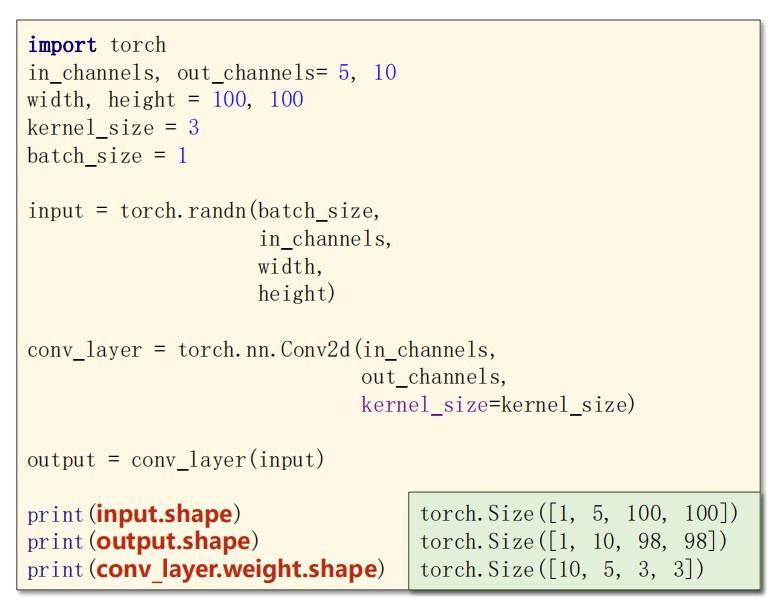 import torch
in_channels, out_channels= 5, 10
width, height = 100, 100
kernel_size = 3
batch_size = 1
input = torch.randn(batch_size,
in_channels,
width,
height)
conv_layer = torch.nn.Conv2d(in_channels,
out_channels,
kernel_size=kernel_size)
output = conv_layer(input)
print(input.shape)
torch.Size([1, 5, 100, 100])
print(output.shape)
torch.Size([1, 10, 98, 98])
print(conv_layer.weight.shape)
torch.Size([10, 5, 3, 3])